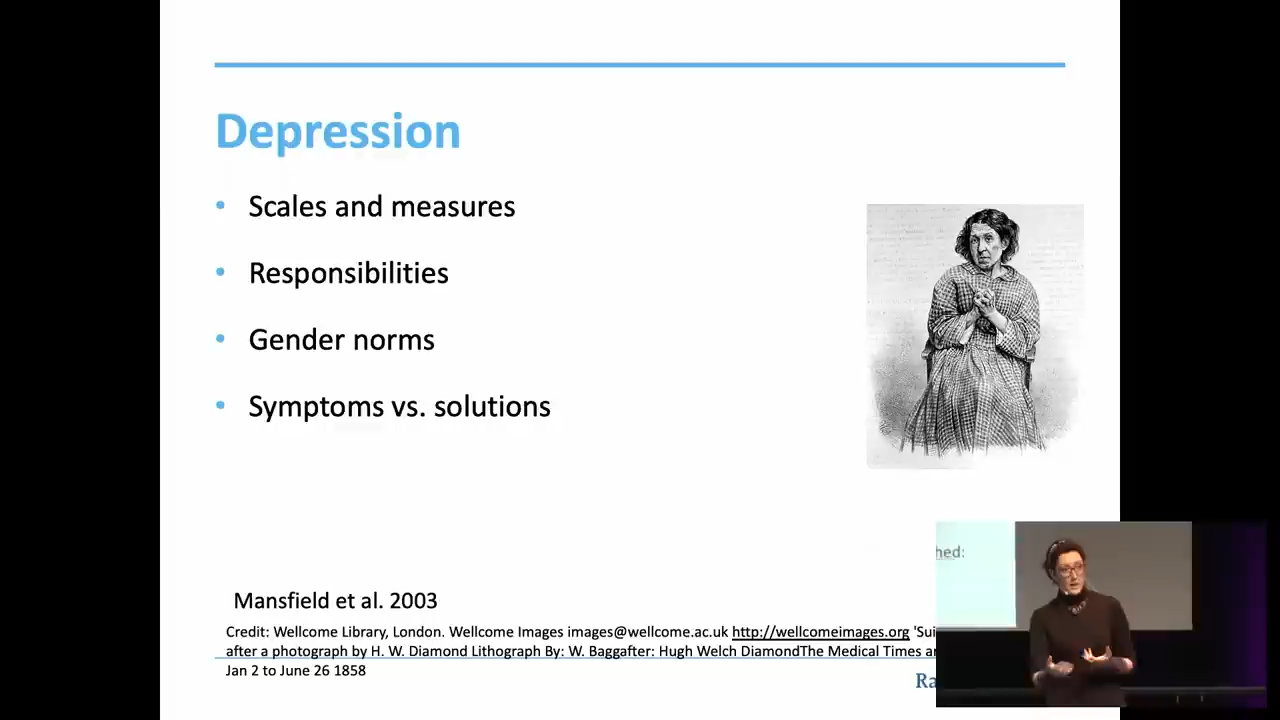 Depression
• Scales and measures
• Responsibilities
• Gender norms
• Symptoms vs. solutions
hed:
Mansfield et al. 2003
Credit: Wellcome Library, London. Wellcome Images images@wellcome.ac.uk http://wellcomeimages.org 'Sui
after a photograph by H. W. Diamond Lithograph By: W. Baggafter: Hugh Welch DiamondThe Medical Times a
Jan 2 to June 26 1858
Ra